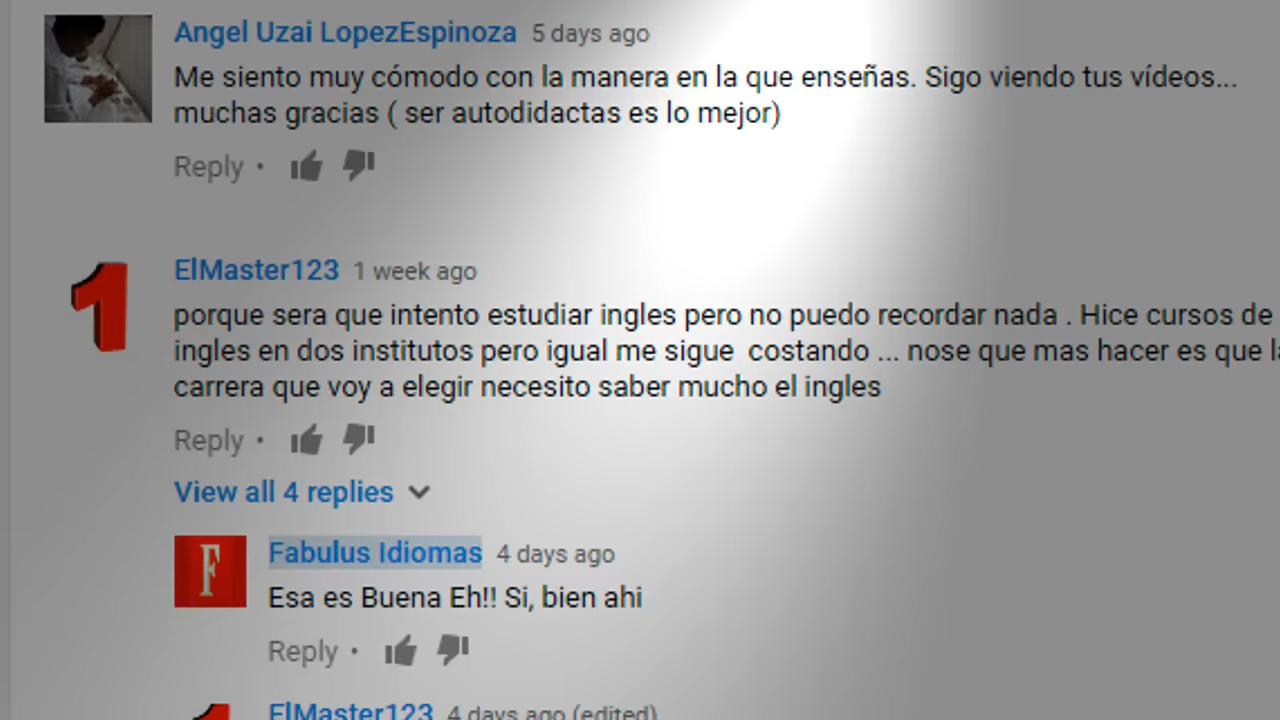 Angel Uzai LopezEspinoza 5 days ago
Me siento muy cómodo con la manera en la que enseñas. Sigo viendo tus vídeos...
muchas gracias ( ser autodidactas es lo mejor)
Reply •
1
ElMaster123 1 week ago
porque sera que intento estudiar ingles pero no puedo recordar nada . Hice cursos de
ingles en dos institutos pero igual me sigue costando ... nose que mas hacer es que
carrera que voy a elegir necesito saber mucho el ingles
Reply •
View all 4 replies
F
Fabulus Idiomas 4 days ago
Esa es Buena Eh!! Si, bien ahi
Reply •
ElMaster123 4 days ago (edited)